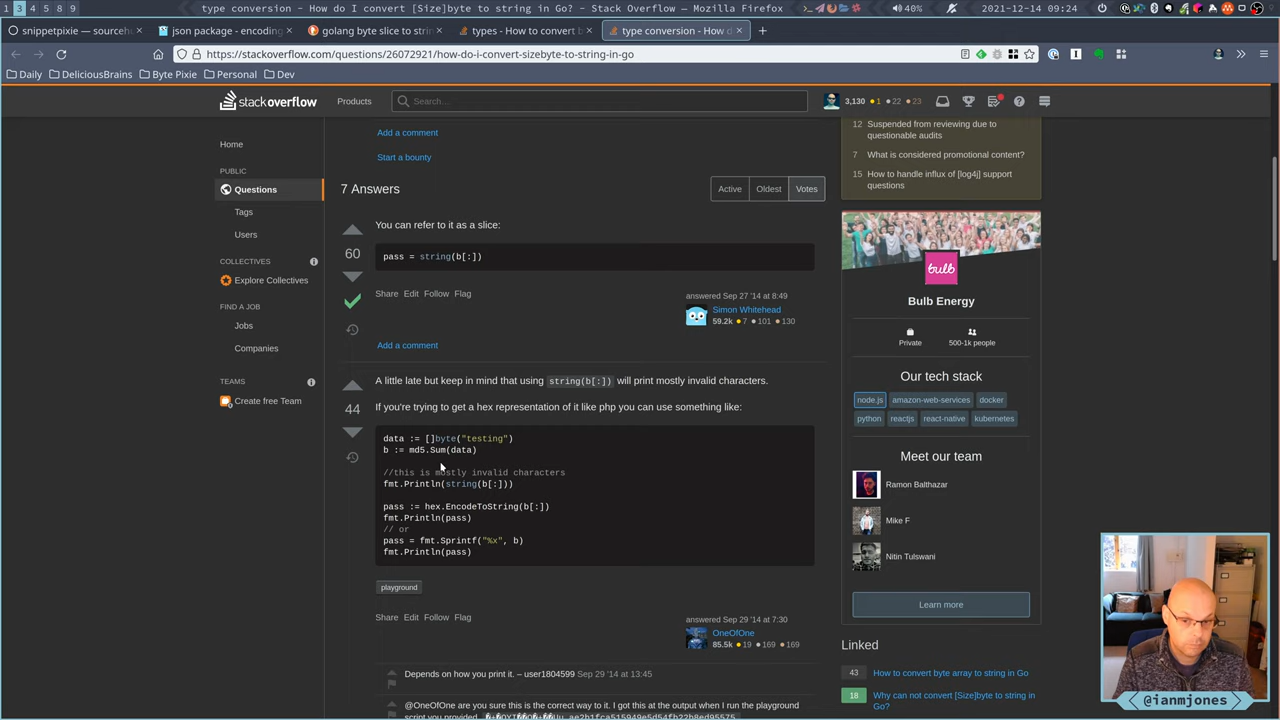 1 2 3 4 5 6 7 8 9
type conversion - How do I convert [Size]byte to string in Go? - Stack Overflow — Mozilla Firefox
40%
2021-12-14 09:24
snippetpixie — sourceh
json package - encoding
golang byte slice to stri
types - How to convert b
type conversion - How d
https://stackoverflow.com/questions/26072921/how-do-i-convert-sizebyte-to-string-in-go
Daily
DeliciousBrains
Byte Pixie
Personal
Dev
stackoverflow
Products
Search...
3,130 1 22 23
Home
PUBLIC
Questions
Tags
Users
COLLECTIVES
Explore Collectives
FIND A JOB
Jobs
Companies
TEAMS
Create free Team
Add a comment
Start a bounty
7 Answers
Active
Oldest
Votes
60
You can refer to it as a slice:
pass = string(b[:])
Share Edit Follow Flag
answered Sep 27 '14 at 8:49
Simon Whitehead
59.2k 7 101 130
Add a comment
44
A little late but keep in mind that using string(b[:]) will print mostly invalid characters.
If you're trying to get a hex representation of it like php you can use something like:
data := []byte("testing")
b := md5.Sum(data)
//this is mostly invalid characters
fmt.Println(string(b[:]))
pass := hex.EncodeToString(b[:])
fmt.Println(pass)
// or
pass = fmt.Sprintf("%x", b)
fmt.Println(pass)
playground
Share Edit Follow Flag
answered Sep 29 '14 at 7:30
OneOfOne
85.5k 19 169 169
Depends on how you print it. – user1804599 Sep 29 '14 at 13:45
@OneOfOne are you sure this is the correct way to it. I got this at the output when I run the playground
script you provided.
12 Suspended from reviewing due to
questionable audits
7 What is considered promotional content?
15 How to handle influx of [log4j] support
questions
bulb
Bulb Energy
Private
500-1k people
Our tech stack
node.js
amazon-web-services
docker
python
reactjs
react-native
kubernetes
Meet our team
Ramon Balthazar
Mike F
Nitin Tulswani
Learn more
Linked
43 How to convert byte array to string in Go
18 Why can not convert [Size]byte to string in
Go?
@ianmjones